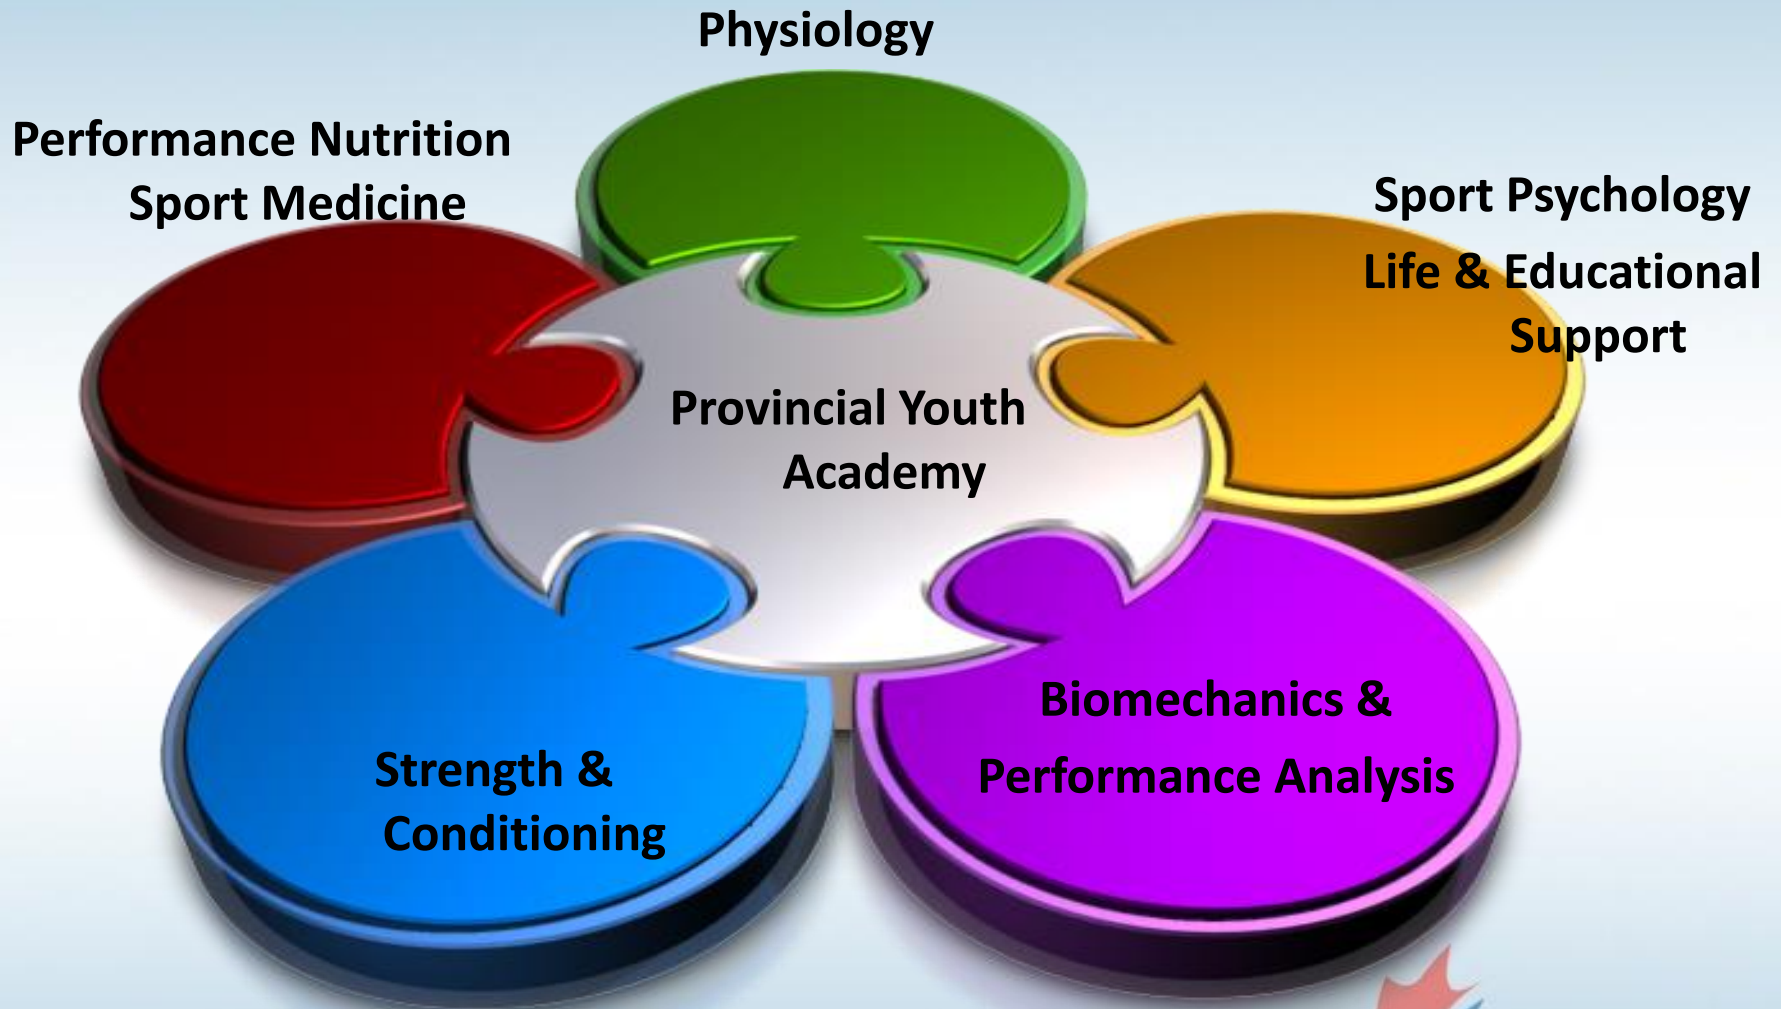 Physiology
Performance Nutrition
Sport Medicine
Sport Psychology
Life & Educational
Support
Provincial Youth
Academy
Strength &
Conditioning
Biomechanics &
Performance Analysis